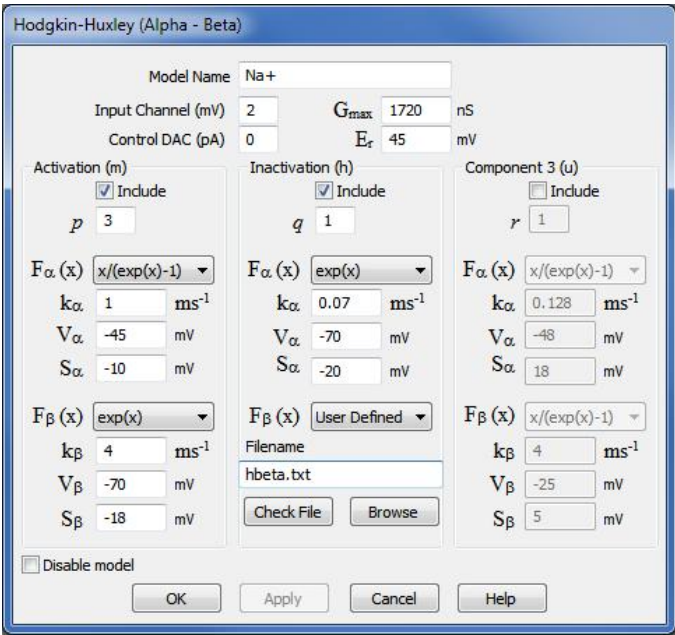 Hodgkin-Huxley (Alpha - Beta)
Model Name Na+
Input Channel (mV) 2 Gmax 1720 nS
Control DAC (pA) 0 Er 45 mV
Activation (m)
Include
p 3
Fα (x) x/(exp(x)-1)
kα 1 ms-1
Vα -45 mV
Sα -10 mV
Fβ (x) exp(x)
kβ 4 ms-1
Vβ -70 mV
Sβ -18 mV
Inactivation (h)
Include
q 1
Fα (x) exp(x)
kα 0.07 ms-1
Vα -70 mV
Sα -20 mV
Fβ (x) User Defined
Filename
hbeta.txt
Check File Browse
Component 3 (u)
Include
r 1
Fα (x) x/(exp(x)-1)
kα 0.128 ms-1
Vα -48 mV
Sα 18 mV
Fβ (x) x/(exp(x)-1)
kβ 4 ms-1
Vβ -25 mV
Sβ 5 mV
Disable model
OK Apply Cancel Help